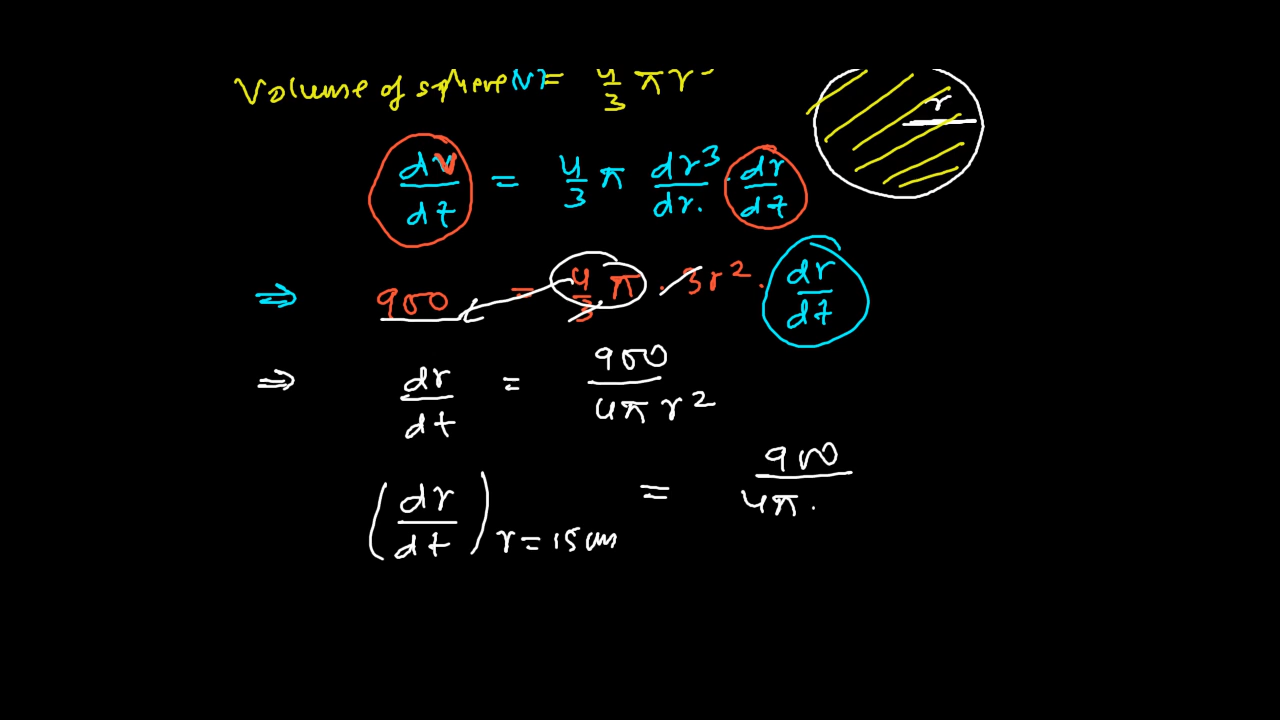 Volume of sphere V = 4/3 π r³
r
dV/dt = 4/3 π dr³/dr · dr/dt
⇒ 900 = 4/3 π · 3r² · dr/dt
⇒ dr/dt = 900/4πr²
(dr/dt) r=15cm = 900/4π·